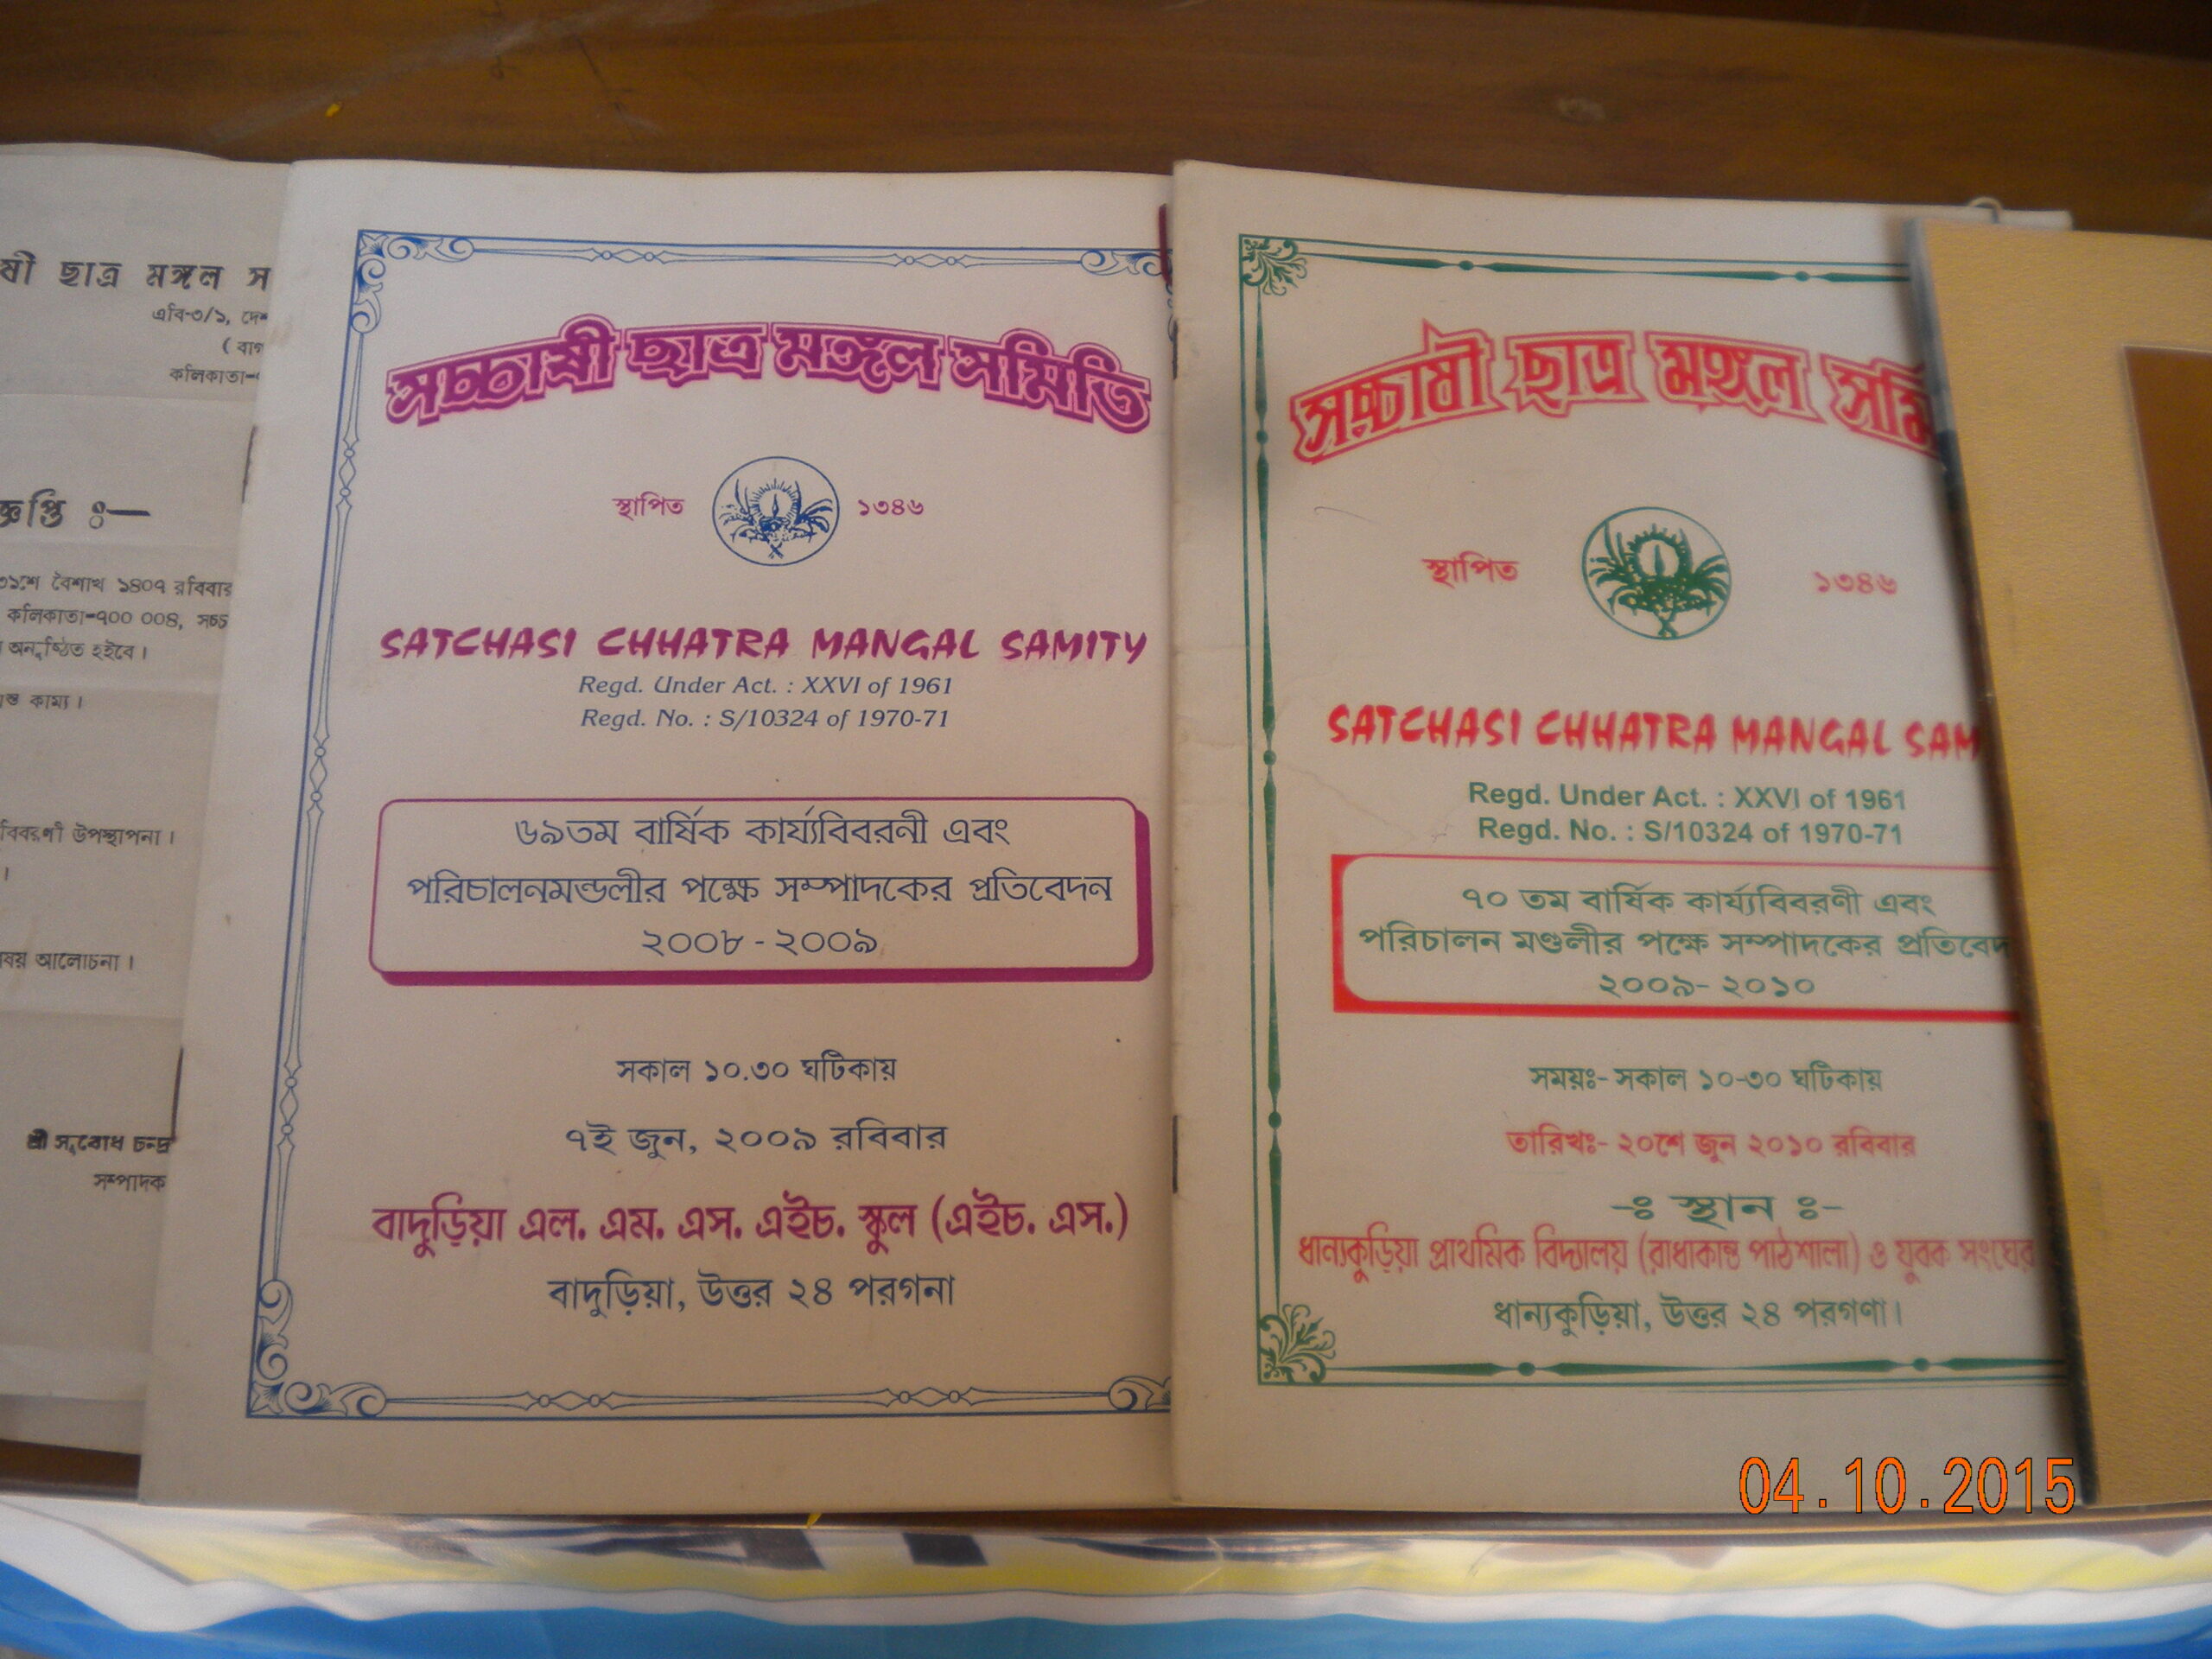 ষী ছাত্র মঙ্গল স
এবি-৩/১, দেশ
( বাগ
কলিকাতা-
জ্ঞপ্তি ঃ—
৩১শে বৈশাখ ১৪০৭ রবিবার
কলিকাতা-৭০০ ০০৪, সচ্চ
অনুষ্ঠিত হইবে।
কাম্য।
বিবরণী উপস্থাপনা।
।
বিষয় আলোচনা।
শ্রী সুবোধ চন্দ্র
সম্পাদক
সচ্চাষী ছাত্র মঙ্গল সমিতি
স্থাপিত ১৩৪৬
SATCHASI CHHATRA MANGAL SAMITY
Regd. Under Act. : XXVI of 1961
Regd. No. : S/10324 of 1970-71
৬৯তম বার্ষিক কার্য্যবিবরনী এবং
পরিচালনমন্ডলীর পক্ষে সম্পাদকের প্রতিবেদন
২০০৮ - ২০০৯
সকাল ১০.৩০ ঘটিকায়
৭ই জুন, ২০০৯ রবিবার
বাদুড়িয়া এল. এম. এস. এইচ. স্কুল (এইচ. এস.)
বাদুড়িয়া, উত্তর ২৪ পরগনা
সচ্চাষী ছাত্র মঙ্গল সমি
স্থাপিত ১৩৪৬
SATCHASI CHHATRA MANGAL SAM
Regd. Under Act. : XXVI of 1961
Regd. No. : S/10324 of 1970-71
৭০ তম বার্ষিক কার্য্যবিবরণী এবং
পরিচালন মণ্ডলীর পক্ষে সম্পাদকের প্রতিবেদ
২০০৯- ২০১০
সময়ঃ- সকাল ১০-৩০ ঘটিকায়
তারিখঃ- ২০শে জুন ২০১০ রবিবার
-ঃ স্থান ঃ-
ধান্যকুড়িয়া প্রাথমিক বিদ্যালয় (রাধাকান্ত পাঠশালা) ও যুবক সংঘের
ধান্যকুড়িয়া, উত্তর ২৪ পরগণা।
04.10.2015